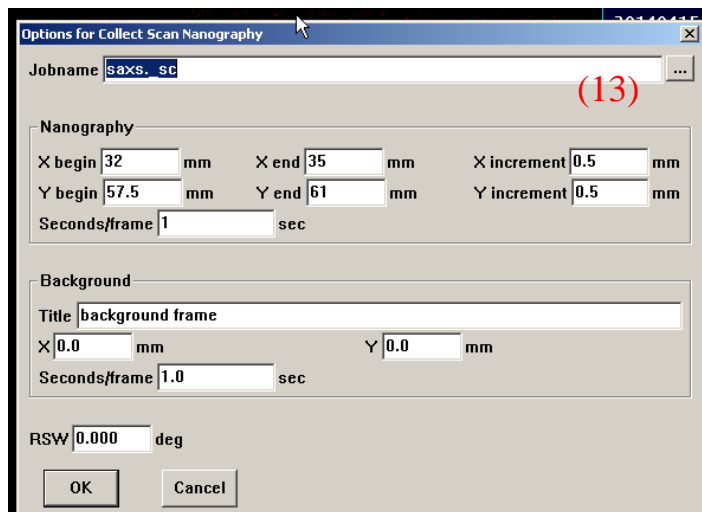 20140415
Options for Collect Scan Nanography
Jobname saxs._sc ...
(13)
Nanography
X begin 32 mm X end 35 mm X increment 0.5 mm
Y begin 57.5 mm Y end 61 mm Y increment 0.5 mm
Seconds/frame 1 sec
Background
Title background frame
X 0.0 mm Y 0.0 mm
Seconds/frame 1.0 sec
RSW 0.000 deg
OK Cancel